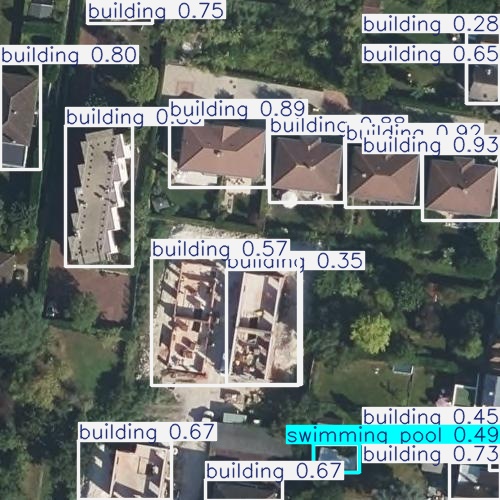 building 0.75
building 0.28
building 0.80
building 0.65
building 0.89
building
building 0.88
building 0.92
building 0.93
building 0.57
building 0.35
building 0.45
building 0.67
swimming pool 0.49
building 0.73
building 0.67